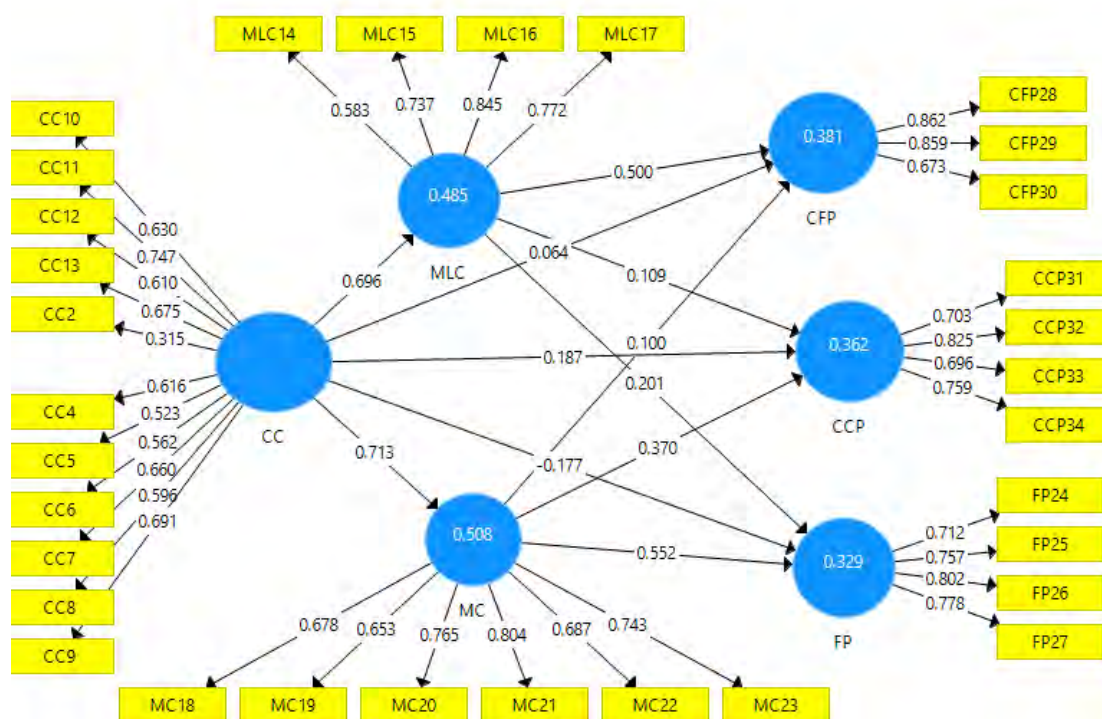 MLC14 MLC15 MLC16 MLC17
0.583 0.737 0.845 0.772
CC10
CC11
CC12
CC13
CC2
0.630
0.747
0.610
0.675
0.315
CC4
CC5
CC6
CC7
CC8
CC9
0.616
0.523
0.562
0.660
0.596
0.691
CC
0.696
0.713
0.485
MLC
0.500
0.064
0.109
0.100
0.187
0.201
0.370
-0.177
0.552
0.508
MC
0.678 0.653 0.765 0.804 0.687 0.743
MC18 MC19 MC20 MC21 MC22 MC23
0.381
CFP
0.862
0.859
0.673
CFP28
CFP29
CFP30
0.362
CCP
0.703
0.825
0.696
0.759
CCP31
CCP32
CCP33
CCP34
0.329
FP
0.712
0.757
0.802
0.778
FP24
FP25
FP26
FP27